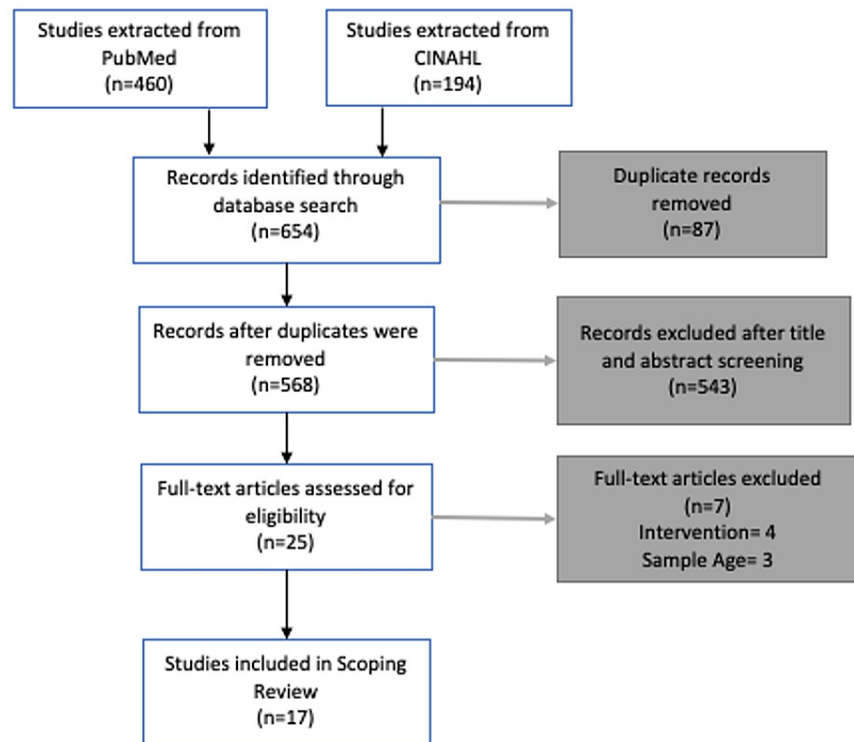 Studies extracted from
PubMed
(n=460)
Studies extracted from
CINAHL
(n=194)
Records identified through
database search
(n=654)
Duplicate records
removed
(n=87)
Records after duplicates were
removed
(n=568)
Records excluded after title
and abstract screening
(n=543)
Full-text articles assessed for
eligibility
(n=25)
Full-text articles excluded
(n=7)
Intervention= 4
Sample Age= 3
Studies included in Scoping
Review
(n=17)